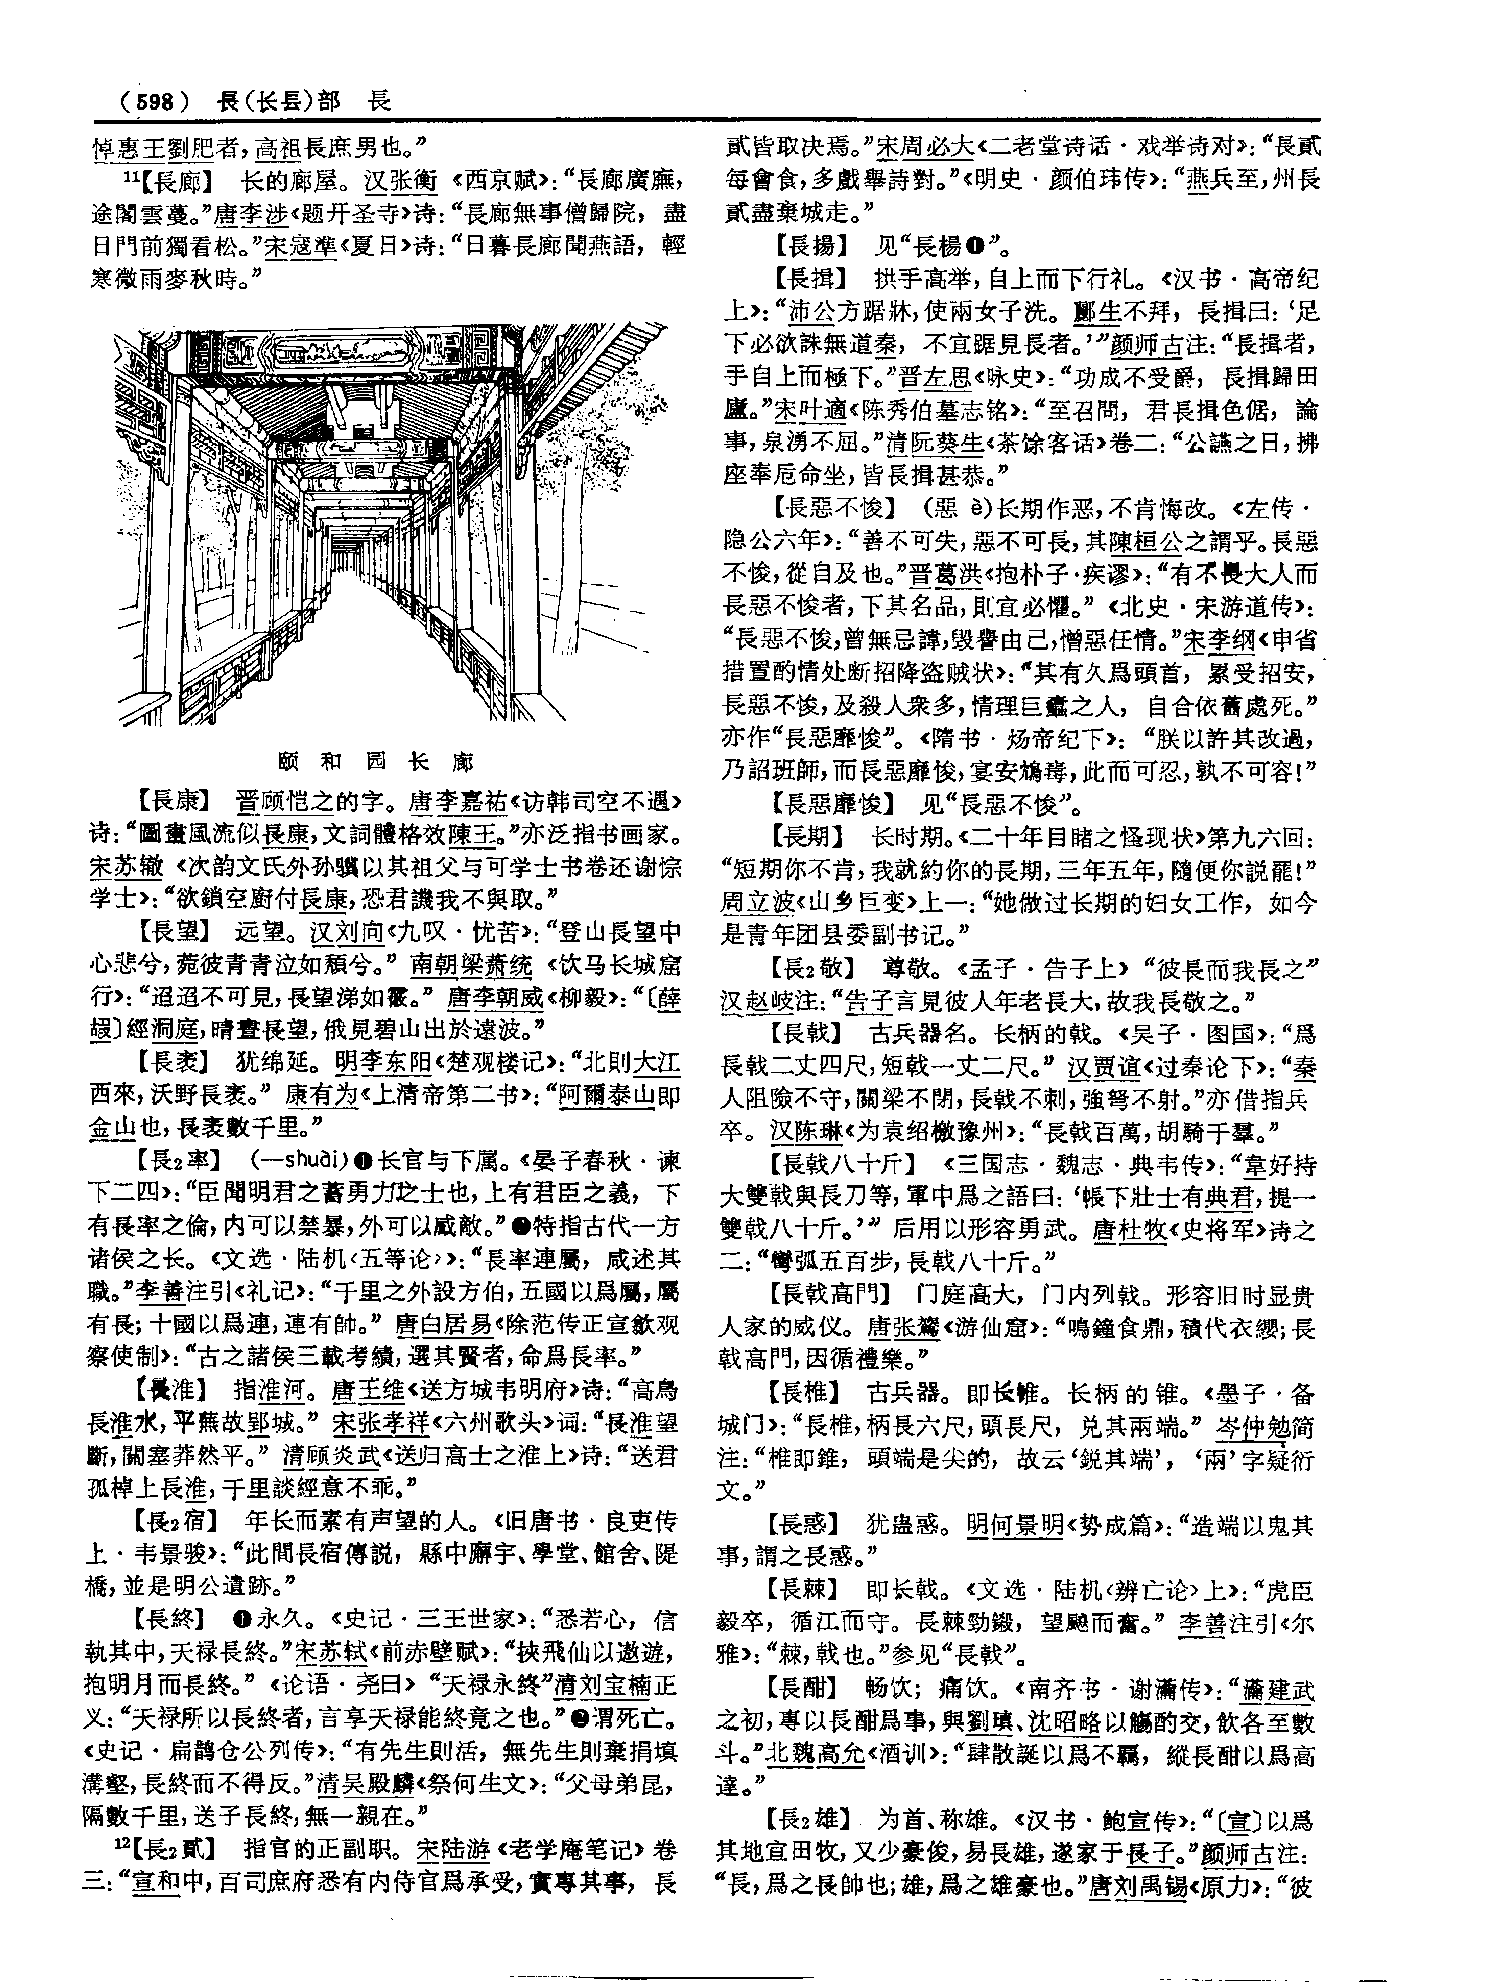 (598) 長(长镸)部 長
悼惠王劉肥者，高祖長庶男也。”
11【長廊】 长的廊屋。汉张衡《西京赋》：“長廊廣廡，
途閣雲蔓。”唐李涉《题开圣寺》诗：“長廊無事僧歸院，盡
日門前獨看松。”宋寇準《夏日》诗：“日暮長廊聞燕語，輕
寒微雨麥秋時。”
颐和园长廊
【長康】 晋顾恺之的字。唐李嘉祐《访韩司空不遇》
诗：“圖畫風流似長康，文詞體格效陳王。”亦泛指书画家。
宋苏辙《次韵文氏外孙骥以其祖父与可学士书卷还谢悰
学士》：“欲鎖空廚付長康，恐君譏我不與取。”
【長望】 远望。汉刘向《九叹·忧苦》：“登山長望中
心悲兮，菀彼青青泣如頽兮。”南朝梁萧统《饮马长城窟
行》：“迢迢不可見，長望涕如霰。”唐李朝威《柳毅》：“〔薛
嘏〕經洞庭，晴晝長望，俄見碧山出於遠波。”
【長袤】 犹绵延。明李东阳《楚观楼记》：“北則大江
西來，沃野長袤。”康有为《上清帝第二书》：“阿爾泰山即
金山也，長袤數千里。”
【長2率】 （—shuài）❶长官与下属。《晏子春秋·谏
下二四》：“臣聞明君之蓄勇力之士也，上有君臣之義，下
有長率之倫，内可以禁暴，外可以威敵。”❷特指古代一方
诸侯之长。《文选·陆机〈五等论〉》：“長率連屬，咸述其
職。”李善注引《礼记》：“千里之外設方伯，五國以爲屬，屬
有長；十國以爲連，連有帥。”唐白居易《除范传正宣歙观
察使制》：“古之諸侯三載考績，選其賢者，命爲長率。”
【長淮】 指淮河。唐王维《送方城韦明府》诗：“高鳥
長淮水，平蕪故郢城。”宋张孝祥《六州歌头》词：“長淮望
斷，關塞莽然平。”清顾炎武《送归高士之淮上》诗：“送君
孤棹上長淮，千里談經意不乖。”
【長2宿】 年长而素有声望的人。《旧唐书·良吏传
上·韦景骏》：“此間長宿傳説，縣中廨宇、學堂、館舍、隄
橋，並是明公遺跡。”
【長終】 ❶永久。《史记·三王世家》：“悉若心，信
執其中，天禄長終。”宋苏轼《前赤壁赋》：“挾飛仙以遨遊，
抱明月而長終。”《论语·尧曰》“天禄永終”清刘宝楠正
义：“天禄所以長終者，言享天禄能終竟之也。”❷谓死亡。
《史记·扁鹊仓公列传》：“有先生則活，無先生則棄捐填
溝壑，長終而不得反。”清吴殿麟《祭何生文》：“父母弟昆，
隔數千里，送子長終，無一親在。”
12【長2貳】 指官的正副职。宋陆游《老学庵笔记》卷
三：“宣和中，百司庶府悉有内侍官爲承受，實專其事，長
貳皆取决焉。”宋周必大《二老堂诗话·戏举诗对》：“長貳
每會食，多戲舉詩對。”《明史·颜伯玮传》：“燕兵至，州長
貳盡棄城走。”
【長揚】 见“長楊❶”。
【長揖】 拱手高举，自上而下行礼。《汉书·高帝纪
上》：“沛公方踞牀，使兩女子洗。酈生不拜，長揖曰：‘足
下必欲誅無道秦，不宜踞見長者。’”颜师古注：“長揖者，
手自上而極下。”晋左思《咏史》：“功成不受爵，長揖歸田
廬。”宋叶適《陈秀伯墓志铭》：“至召問，君長揖色倨，論
事，泉湧不屈。”清阮葵生《茶馀客话》卷二：“公讌之日，拂
座奉卮命坐，皆長揖甚恭。”
【長惡不悛】 （惡 è）长期作恶，不肯悔改。《左传·
隐公六年》：“善不可失，惡不可長，其陳桓公之謂乎。長惡
不悛，從自及也。”晋葛洪《抱朴子·疾谬》：“有不畏大人而
長惡不悛者，下其名品，則宜必懼。”《北史·宋游道传》：
“長惡不悛，曾無忌諱，毁譽由己，憎惡任情。”宋李纲《申省
措置酌情处断招降盗贼状》：“其有久爲頭首，累受招安，
長惡不悛，及殺人衆多，情理巨蠹之人，自合依舊處死。”
亦作“長惡靡悛”。《隋书·炀帝纪下》：“朕以許其改過，
乃詔班師，而長惡靡悛，宴安鴆毒，此而可忍，孰不可容！”
【長惡靡悛】 见“長惡不悛”。
【長期】 长时期。《二十年目睹之怪现状》第九六回：
“短期你不肯，我就約你的長期，三年五年，隨便你説罷！”
周立波《山乡巨变》上一：“她做过长期的妇女工作，如今
是青年团县委副书记。”
【長2敬】 尊敬。《孟子·告子上》“彼長而我長之”
汉赵岐注：“告子言見彼人年老長大，故我長敬之。”
【長戟】 古兵器名。长柄的戟。《吴子·图国》：“爲
長戟二丈四尺，短戟一丈二尺。”汉贾谊《过秦论下》：“秦
人阻險不守，關梁不閉，長戟不刺，強弩不射。”亦借指兵
卒。汉陈琳《为袁绍檄豫州》：“長戟百萬，胡騎千羣。”
【長戟八十斤】 《三国志·魏志·典韦传》：“韋好持
大雙戟與長刀等，軍中爲之語曰：‘帳下壯士有典君，提一
雙戟八十斤。’”后用以形容勇武。唐杜牧《史将军》诗之
二：“彎弧五百步，長戟八十斤。”
【長戟高門】 门庭高大，门内列戟。形容旧时显贵
人家的威仪。唐张鷟《游仙窟》：“鳴鐘食鼎，積代衣纓；長
戟高門，因循禮樂。”
【長椎】 古兵器。即长锥。长柄的锥。《墨子·备
城门》：“長椎，柄長六尺，頭長尺，兑其兩端。”岑仲勉简
注：“椎即錐，頭端是尖的，故云‘鋭其端’，‘兩’字疑衍
文。”
【長惑】 犹蛊惑。明何景明《势成篇》：“造端以鬼其
事，謂之長惑。”
【長棘】 即长戟。《文选·陆机〈辨亡论〉上》：“虎臣
毅卒，循江而守。長棘勁鎩，望飈而奮。”李善注引《尔
雅》：“棘，戟也。”参见“長戟”。
【長酣】 畅饮；痛饮。《南齐书·谢瀹传》：“瀹建武
之初，專以長酣爲事，與劉瑱、沈昭略以觴酌交，飲各至數
斗。”北魏高允《酒训》：“肆散誕以爲不羈，縱長酣以爲高
達。”
【長2雄】 为首、称雄。《汉书·鲍宣传》：“〔宣〕以爲
其地宜田牧，又少豪俊，易長雄，遂家于長子。”颜师古注：
“長，爲之長帥也；雄，爲之雄豪也。”唐刘禹锡《原力》：“彼